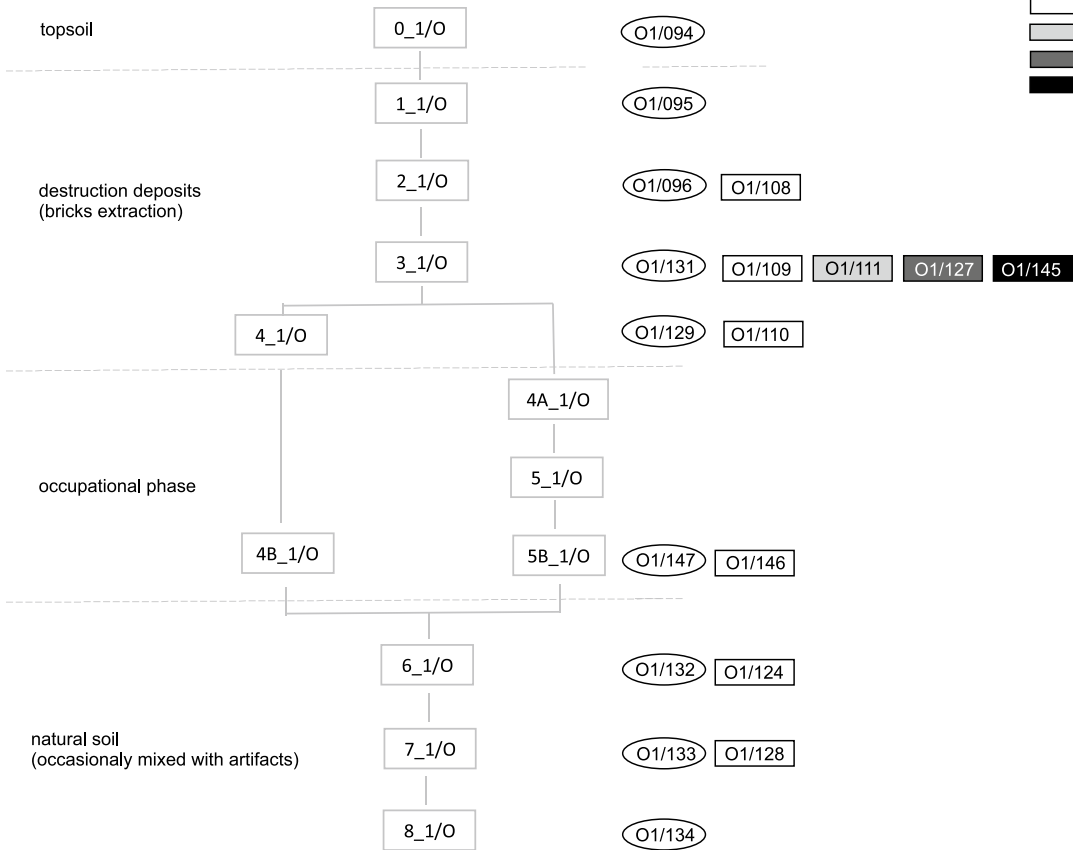 topsoil 0_1/O O1/094
1_1/O O1/095
2_1/O O1/096 O1/108
destruction deposits
(bricks extraction)
3_1/O O1/131 O1/109 O1/111 O1/127 O1/145
4_1/O O1/129 O1/110
4A_1/O
5_1/O
occupational phase
4B_1/O 5B_1/O O1/147 O1/146
6_1/O O1/132 O1/124
natural soil
(occasionaly mixed with artifacts)
7_1/O O1/133 O1/128
8_1/O O1/134